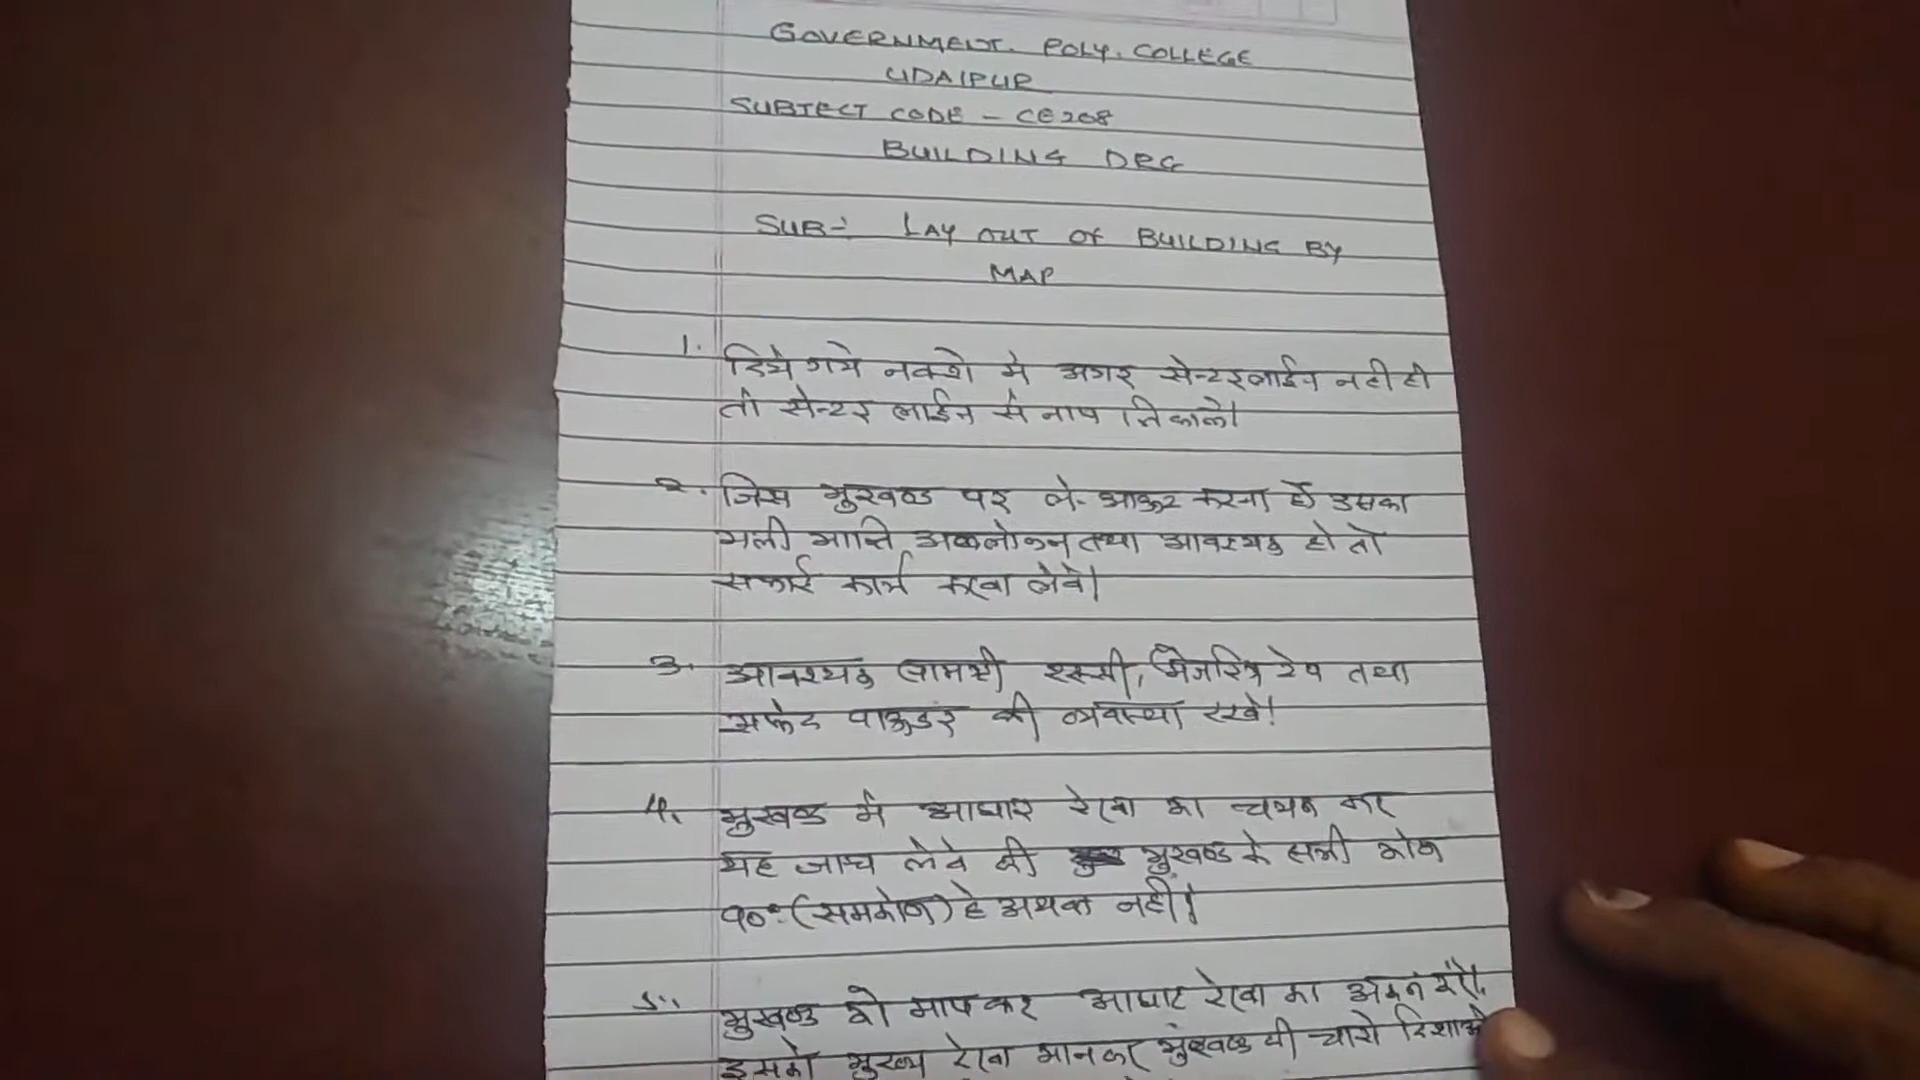 GOVERNMENT. POLY. COLLEGE
UDAIPUR
SUBJECT CODE - CE208
BUILDING DRG
SUB-: LAY OUT OF BUILDING BY
MAP
1. दिये गये नक्शे मे अगर सेन्टरलाईन नही हो
तो सेन्टर लाईन से नाप निकाले।
2. जिस भुखण्ड पर ले-आऊट करना हो उसका
भली भाति अवलोकन तथा आवश्यक हो तो
सफाई कार्य करवा लेवे।
3. आवश्यक सामग्री रस्सी, मेजरिंग टेप तथा
सफेद पाऊडर की व्यवस्था रखे!
4. भुखण्ड मे आधार रेखा का चयन कर
यह जाच लेवे की भुखण्ड के सभी कोण
90° (समकोण) हे अथवा नही!
5. भुखण्ड को मापकर आधार रेखा का अंकन करे।
इसको मुख्य रेखा मानकर भुखण्ड की चारो दिशाओ